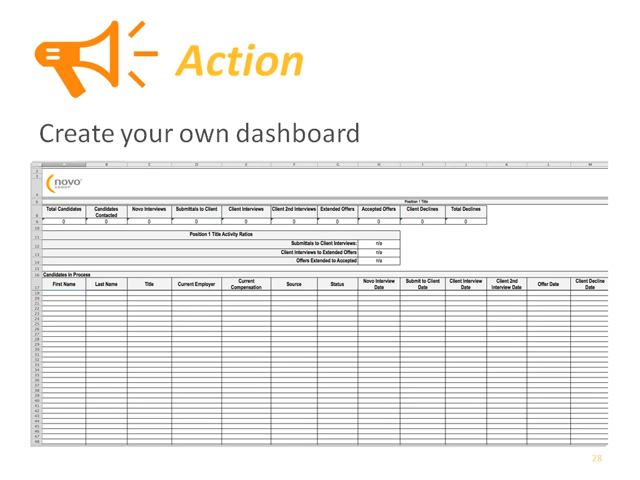 Action
Create your own dashboard
A B C D E F G H I J K L M
novo
GROUP
Position 1 Title
Total Candidates Candidates Contacted Novo Interviews Submittals to Client Client Interviews Client 2nd Interviews Extended Offers Accepted Offers Client Declines Total Declines
0 0 0 0 0 0 0 0 0 0
Position 1 Title Activity Ratios
Submittals to Client Interviews: n/a
Client Interviews to Extended Offers n/a
Offers Extended to Accepted n/a
Candidates in Process
First Name Last Name Title Current Employer Current Compensation Source Status Novo Interview Date Submit to Client Date Client Interview Date Client 2nd Interview Date Offer Date Client Decline Date
28